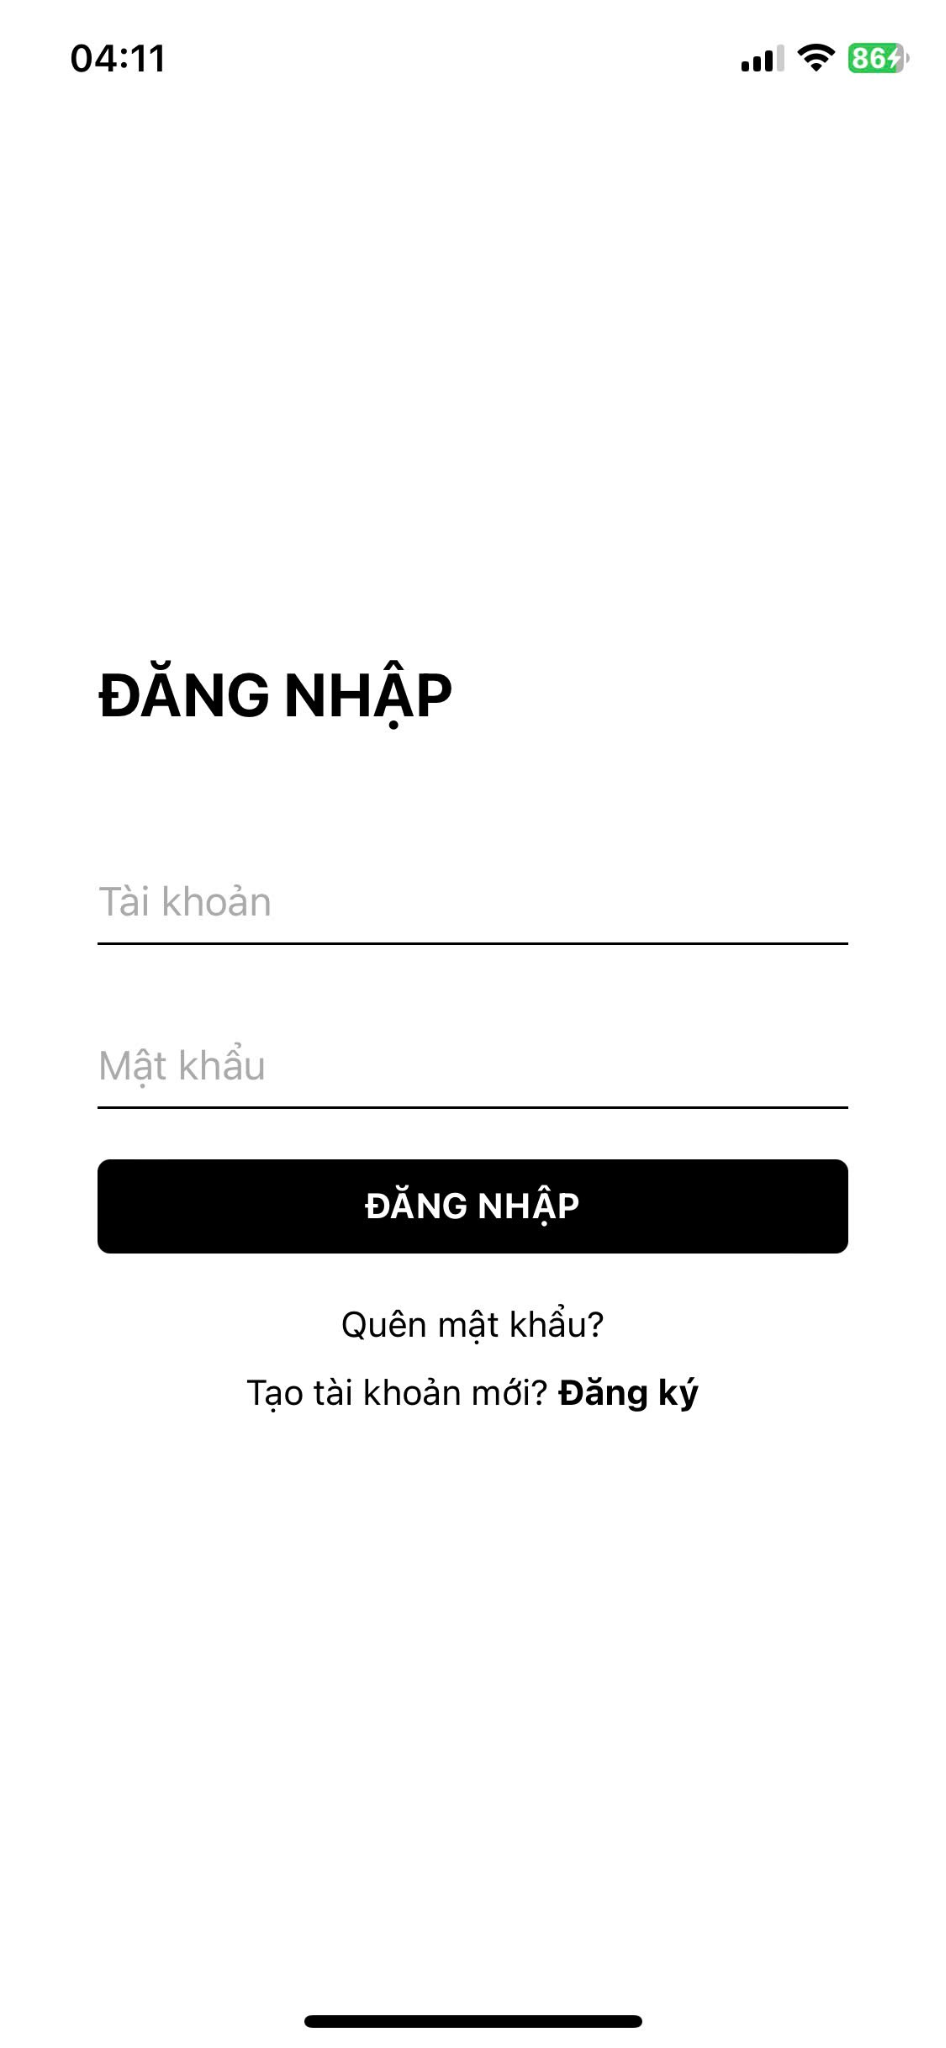 04:11
86
ĐĂNG NHẬP
Tài khoản
Mật khẩu
ĐĂNG NHẬP
Quên mật khẩu?
Tạo tài khoản mới? Đăng ký